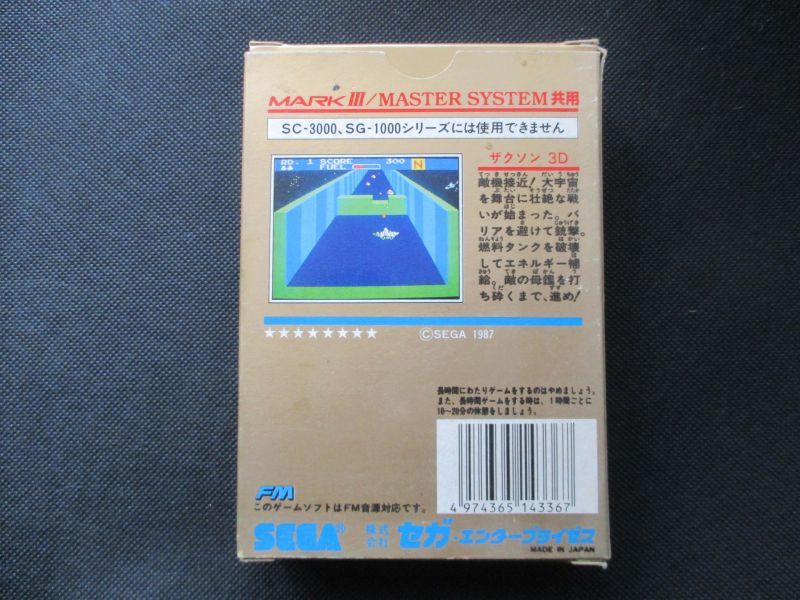 MARK III/MASTER SYSTEM共用
SC-3000、SG-1000シリーズには使用できません
RD. 1 SCORE 300 N
FUEL
ザクソン 3D
敵機接近!大宇宙
を舞台に壮絶な戦
いが始まった。バ
リアを避けて銃撃。
燃料タンクを破壊
してエネルギー補
給。敵の母艦を打
ち砕くまで、進め!
★★★★★★★★
©SEGA 1987
長時間にわたりゲームをするのはやめましょう。
また、長時間ゲームをする時は、1時間ごとに
10〜20分の休憩をしましょう。
4 974365 143367
FM
このゲームソフトはFM音源対応です。
SEGA® 株式会社 セガ・エンタープライゼス
MADE IN JAPAN